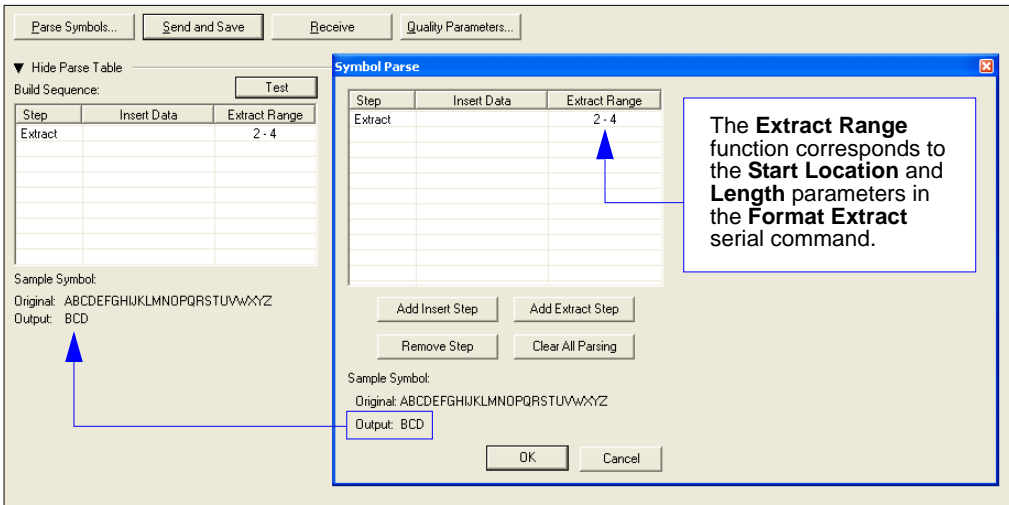 Parse Symbols... Send and Save Receive Quality Parameters...
▼ Hide Parse Table
Build Sequence: Test
Step Insert Data Extract Range
Extract 2 - 4
Sample Symbol:
Original: ABCDEFGHIJKLMNOPQRSTUVWXYZ
Output: BCD
Symbol Parse
Step Insert Data Extract Range
Extract 2 - 4
Add Insert Step Add Extract Step
Remove Step Clear All Parsing
Sample Symbol:
Original: ABCDEFGHIJKLMNOPQRSTUVWXYZ
Output: BCD
OK Cancel
The Extract Range
function corresponds to
the Start Location and
Length parameters in
the Format Extract
serial command.